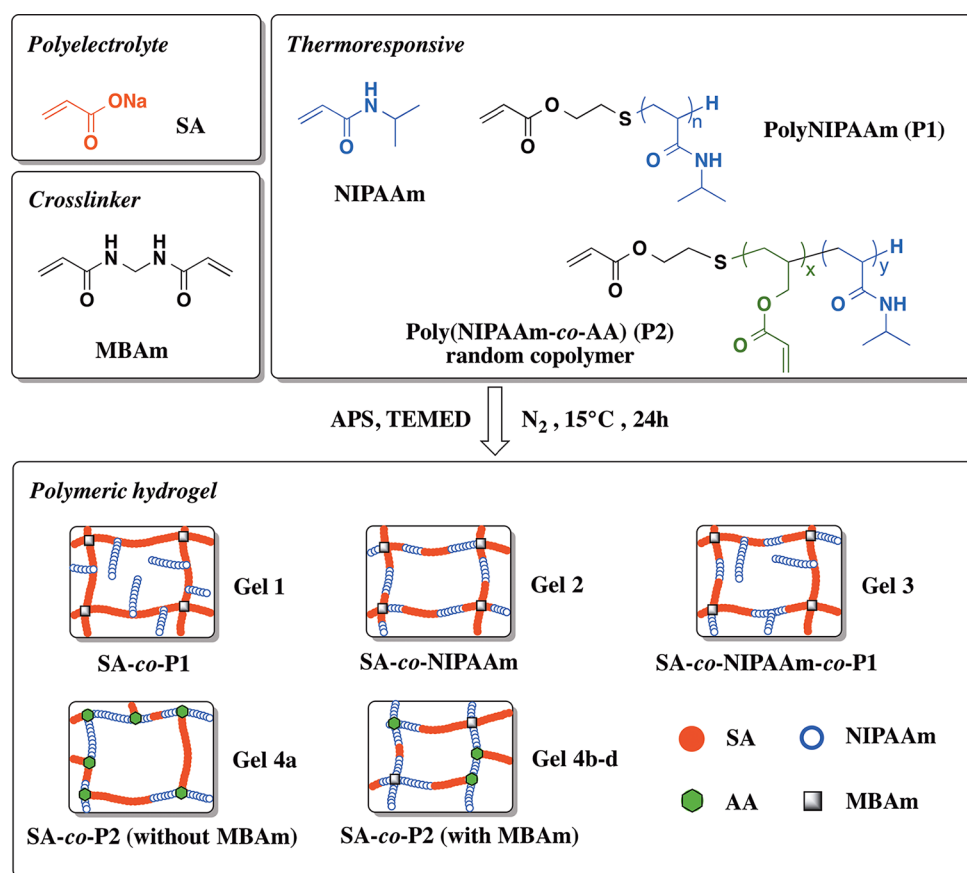 Polyelectrolyte
ONa
O
SA
Crosslinker
H
N
H
N
O
O
MBAm
Thermoresponsive
H
N
O
NIPAAm
O
O
S
n
H
O
NH
PolyNIPAAm (P1)
O
O
S
x
y
H
O
O
O
NH
Poly(NIPAAm-co-AA) (P2)
random copolymer
APS, TEMED
N2 , 15°C , 24h
Polymeric hydrogel
Gel 1
SA-co-P1
Gel 2
SA-co-NIPAAm
Gel 3
SA-co-NIPAAm-co-P1
Gel 4a
SA-co-P2 (without MBAm)
Gel 4b-d
SA-co-P2 (with MBAm)
SA
NIPAAm
AA
MBAm